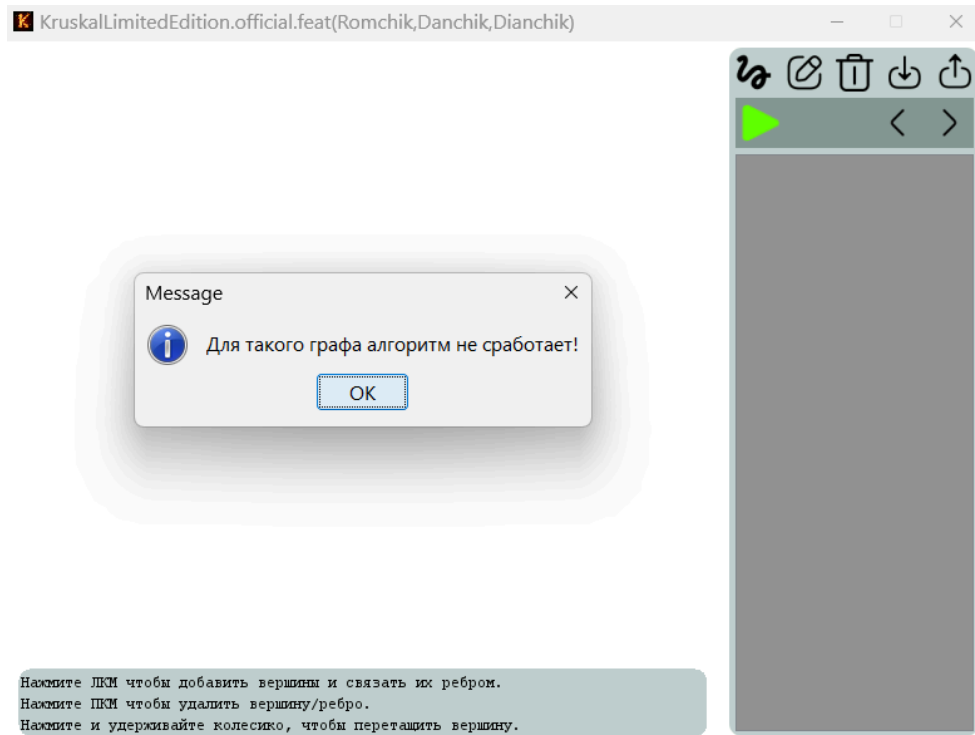 KruskalLimitedEdition.official.feat(Romchik,Danchik,Dianchik)
Message
Для такого графа алгоритм не сработает!
OK
Нажмите ЛКМ чтобы добавить вершины и связать их ребром.
Нажмите ПКМ чтобы удалить вершину/ребро.
Нажмите и удерживайте колесико, чтобы перетащить вершину.